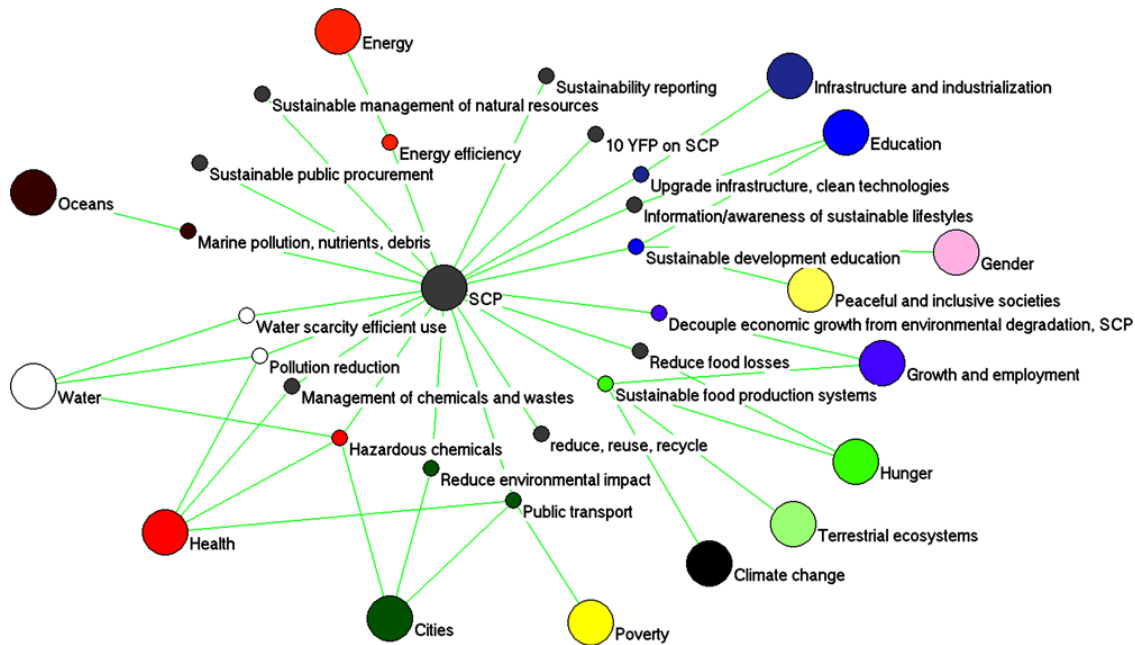 Energy
Sustainability reporting
Infrastructure and industrialization
Sustainable management of natural resources
10 YFP on SCP
Education
Energy efficiency
Sustainable public procurement
Upgrade infrastructure, clean technologies
Oceans
Information/awareness of sustainable lifestyles
Marine pollution, nutrients, debris
Sustainable development education
Gender
SCP
Peaceful and inclusive societies
Water scarcity efficient use
Decouple economic growth from environmental degradation, SCP
Pollution reduction
Reduce food losses
Growth and employment
Water
Management of chemicals and wastes
Sustainable food production systems
Hazardous chemicals
reduce, reuse, recycle
Reduce environmental impact
Hunger
Public transport
Health
Terrestrial ecosystems
Climate change
Cities
Poverty